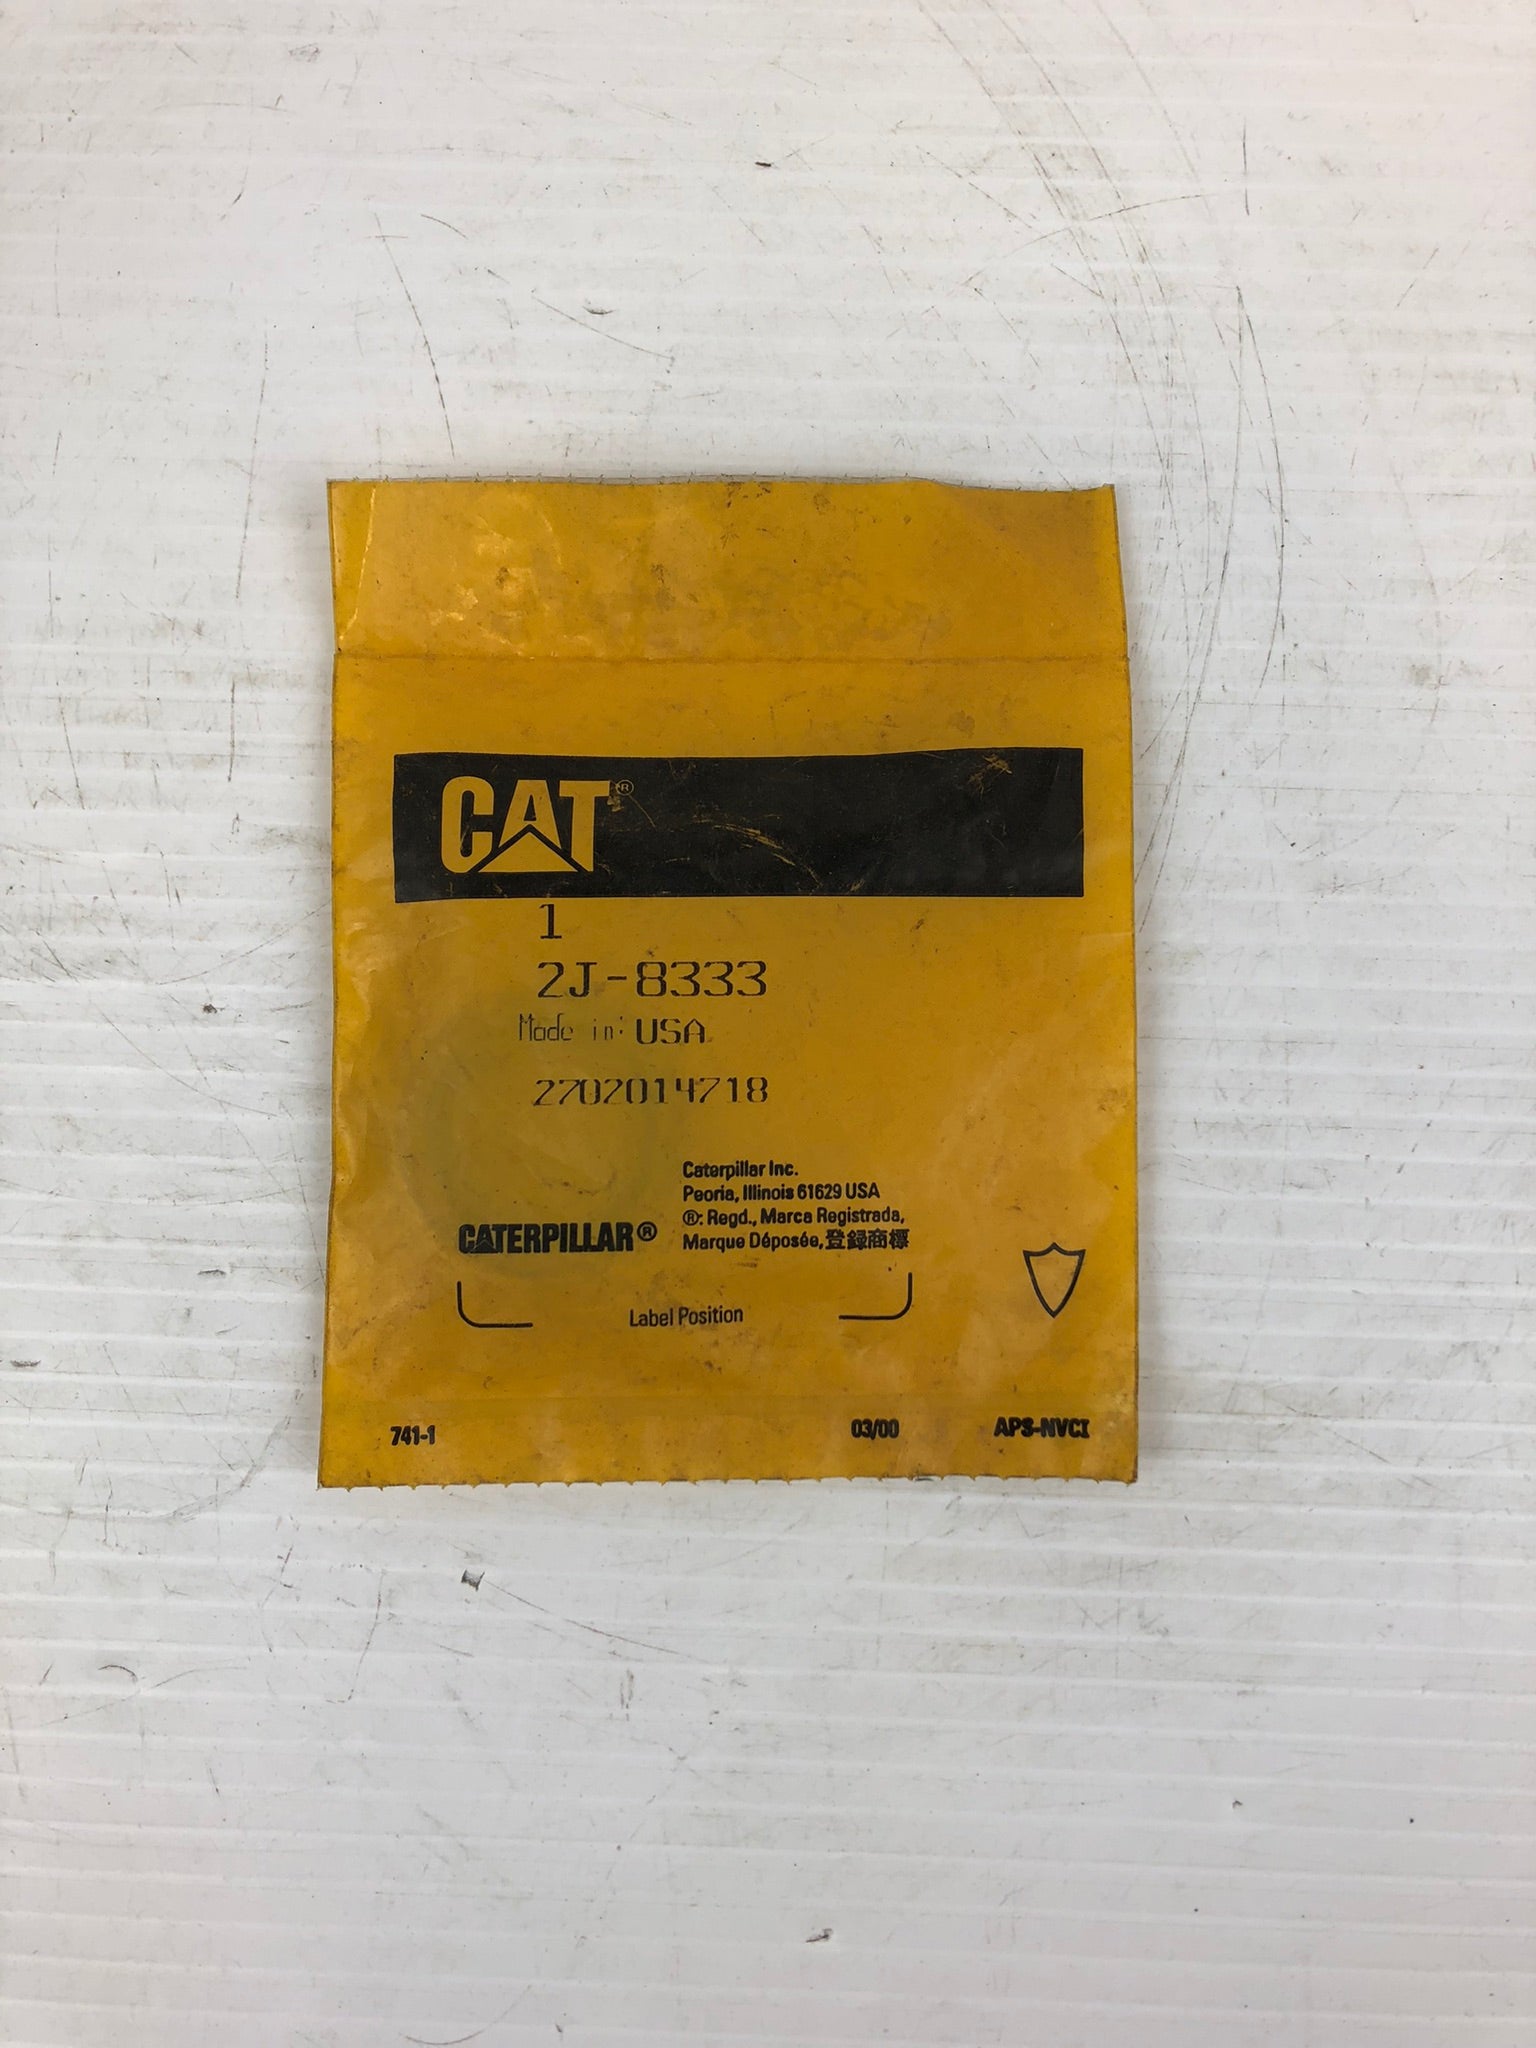 CAT®
1
2J-8333
Made in: USA
2702014718
Caterpillar Inc.
Peoria, Illinois 61629 USA
®: Regd., Marca Registrada,
CATERPILLAR® Marque Déposée, 登録商標
Label Position
741-1 03/00 APS-NVCI